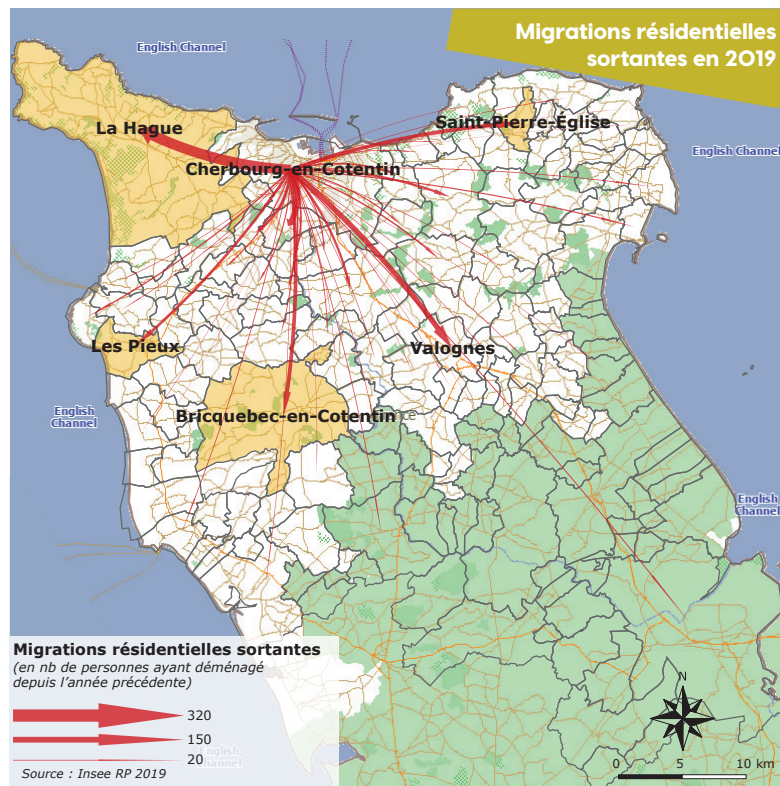 Migrations résidentielles
sortantes en 2019
English Channel
La Hague
Saint-Pierre-Église
English Channel
Cherbourg-en-Cotentin
Les Pieux
Valognes
English
Channel
Bricquebec-en-Cotentin
English
Channel
Migrations résidentielles sortantes
(en nb de personnes ayant déménagé
depuis l'année précédente)
320
150
20
English
Channel
Source : Insee RP 2019
N
0 5 10 km